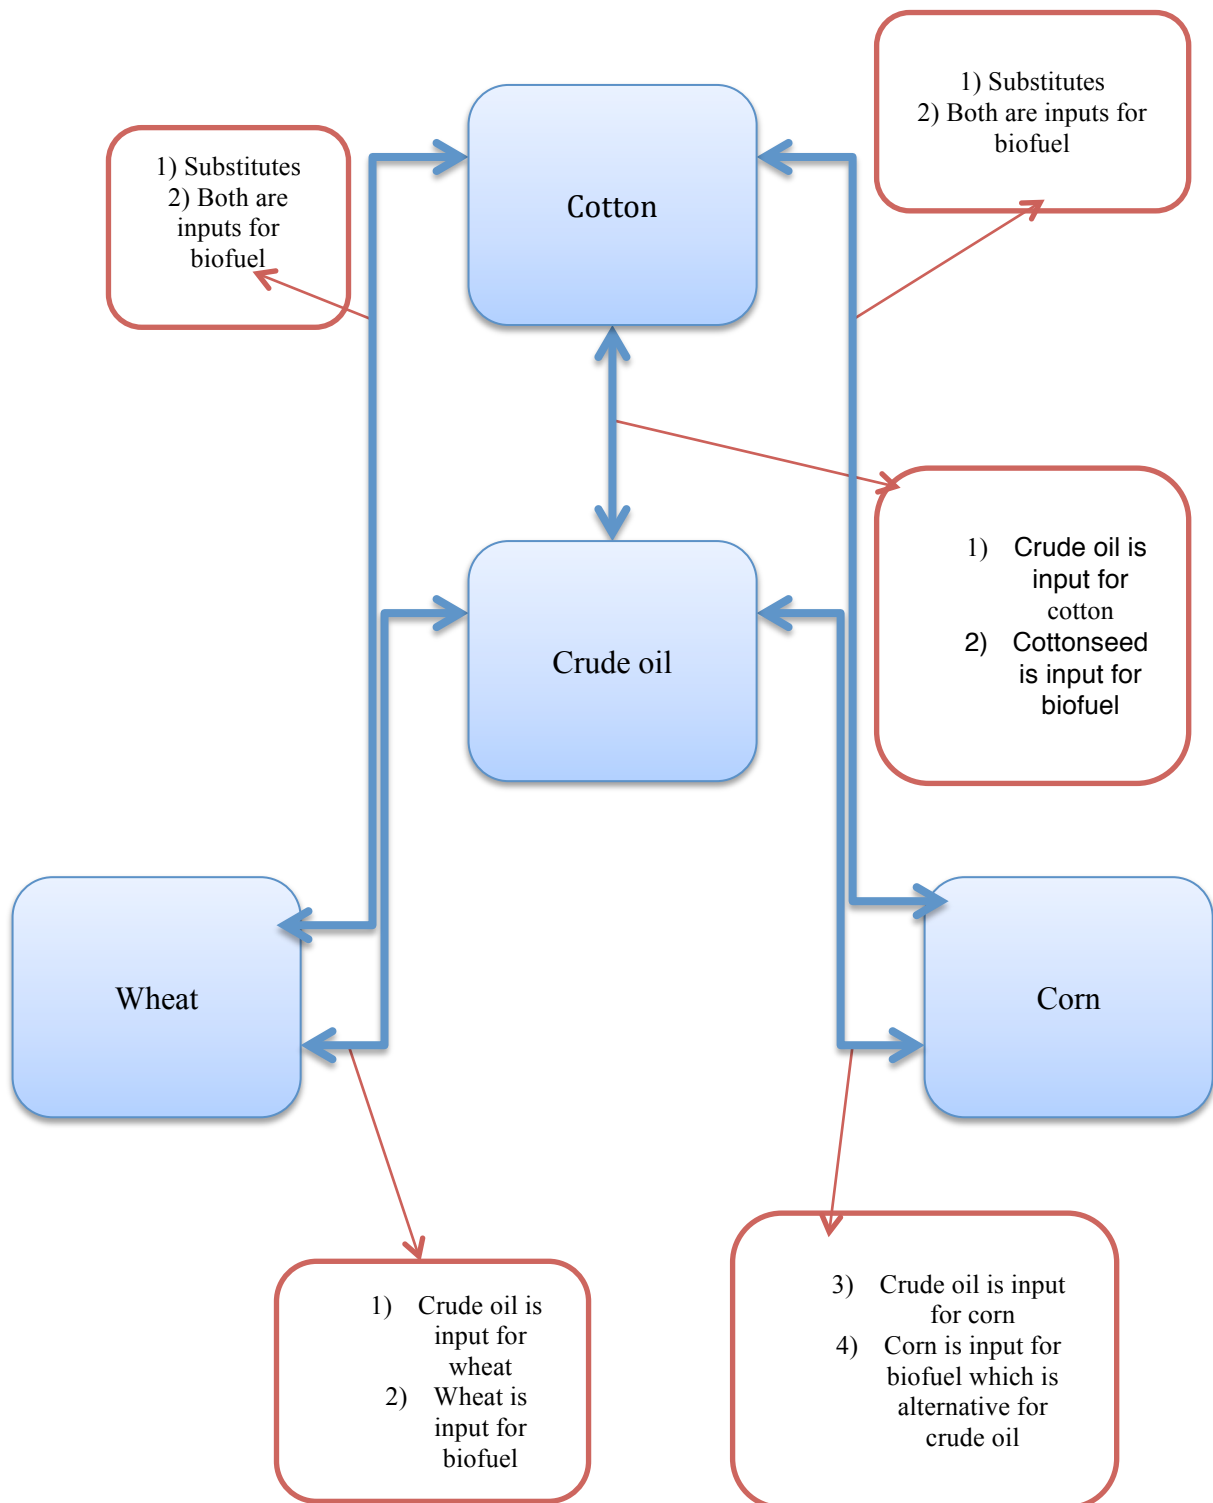 1) Substitutes
2) Both are inputs for
biofuel
1) Substitutes
2) Both are
inputs for
biofuel
Cotton
1) Crude oil is
input for
cotton
2) Cottonseed
is input for
biofuel
Crude oil
Wheat
Corn
1) Crude oil is
input for
wheat
2) Wheat is
input for
biofuel
3) Crude oil is input
for corn
4) Corn is input for
biofuel which is
alternative for
crude oil